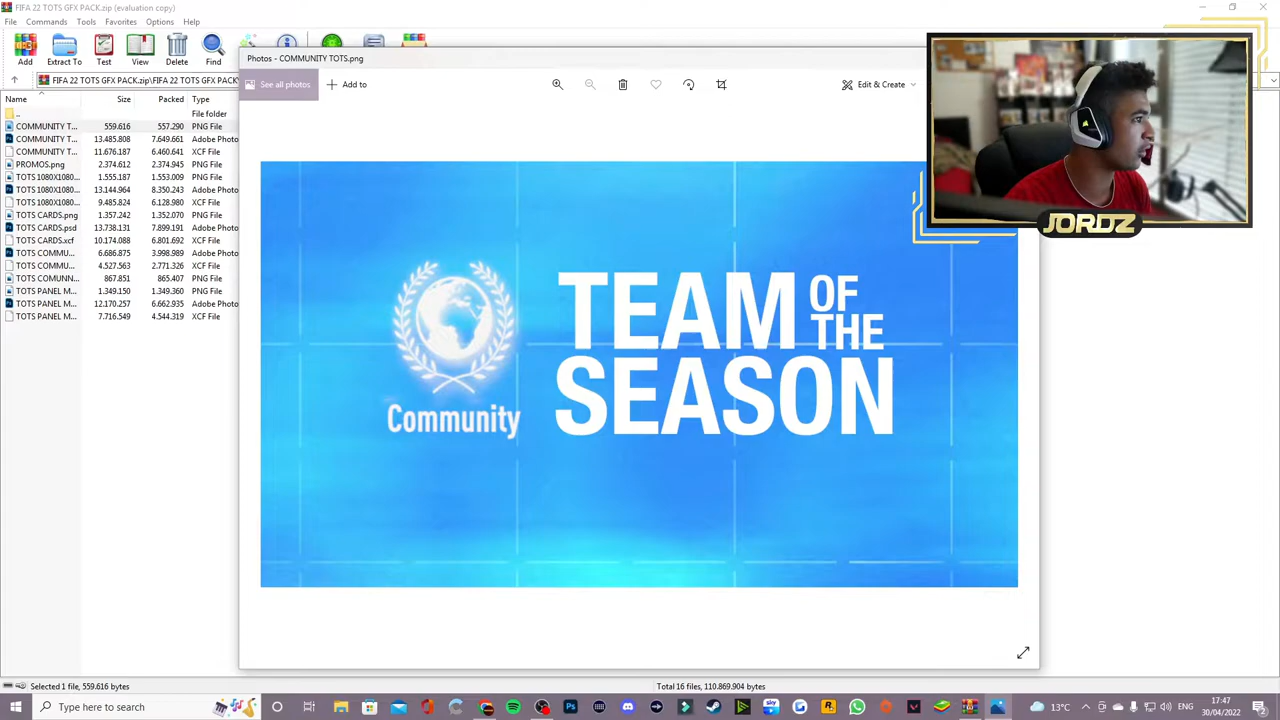 FIFA 22 TOTS GFX PACK.zip (evaluation copy)
File Commands Tools Favorites Options Help
Add Extract To Test View Delete Find
FIFA 22 TOTS GFX PACK.zip\FIFA 22 TOTS GFX PACK
Name Size Packed Type
.. File folder
COMMUNITY T... 559.616 557.290 PNG File
COMMUNITY T... 13.485.808 7.649.661 Adobe Photo
COMMUNITY T... 11.676.187 6.460.641 XCF File
PROMOS.png 2.374.612 2.374.945 PNG File
TOTS 1080X1080... 1.555.187 1.553.009 PNG File
TOTS 1080X1080... 13.144.964 8.350.243 Adobe Photo
TOTS 1080X1080... 9.485.824 6.128.980 XCF File
TOTS CARDS.png 1.357.242 1.352.070 PNG File
TOTS CARDS.psd 13.738.131 7.899.191 Adobe Photo
TOTS CARDS.xcf 10.174.088 6.801.692 XCF File
TOTS COMMU... 6.686.875 3.998.989 Adobe Photo
TOTS COMMU... 4.527.563 2.771.326 XCF File
TOTS COMUNN... 867.851 865.407 PNG File
TOTS PANEL M... 1.349.150 1.349.360 PNG File
TOTS PANEL M... 12.170.257 6.662.935 Adobe Photo
TOTS PANEL M... 7.716.549 4.544.319 XCF File
Photos - COMMUNITY TOTS.png
See all photos Add to Edit & Create
JORDZ
TEAM OF
THE
SEASON
Community
Selected 1 file, 559.616 bytes
Total 16 files, 110.869.904 bytes
Type here to search
13°C ENG 17:47
30/04/2022